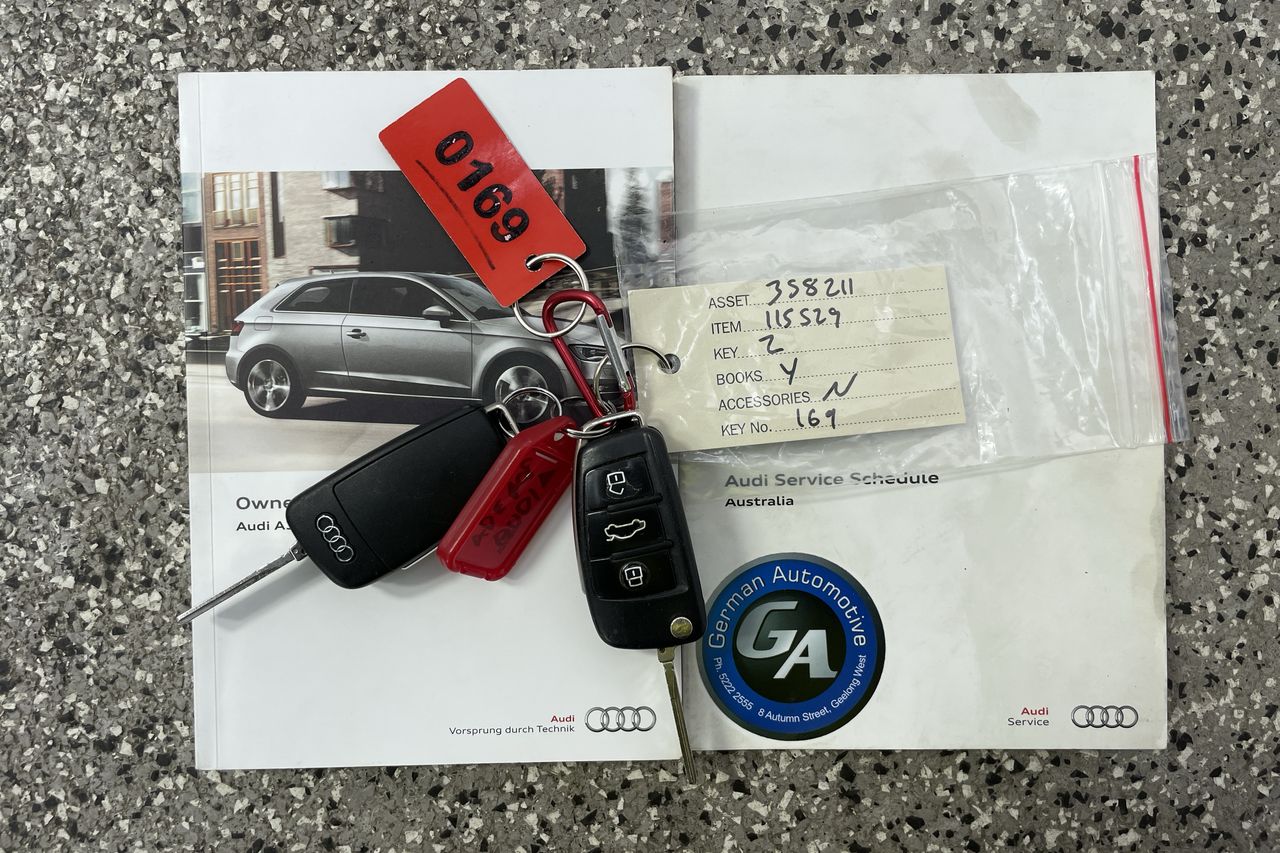 0169
ASSET 358211
ITEM 115529
KEY 2
BOOKS Y
ACCESSORIES N
KEY No. 169
Audi Service Schedule
Australia
Owne
Audi A
German Automotive
GA
Ph. 5222 2555 8 Autumn Street, Geelong West
Audi
Vorsprung durch Technik
Audi
Service